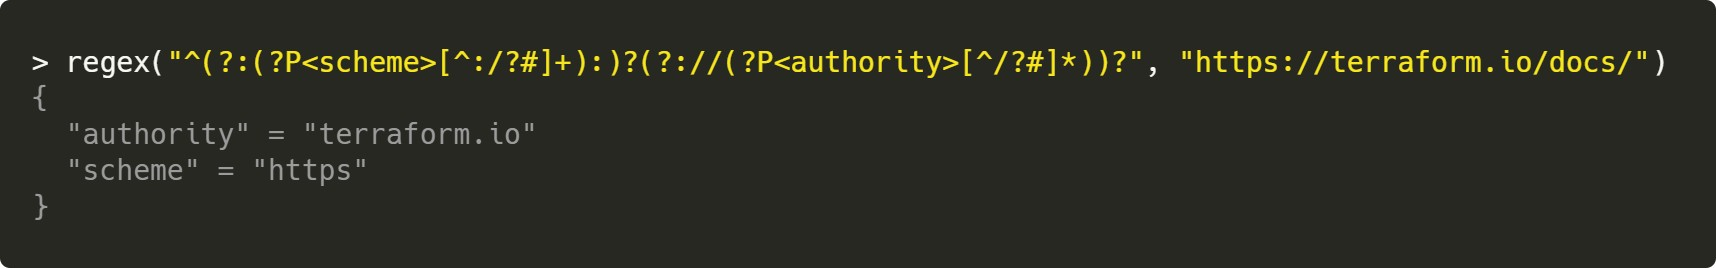 > regex("^(?:(?P<scheme>[^:/?#]+):)?(?://(?P<authority>[^/?#]*))?", "https://terraform.io/docs/")
{
  "authority" = "terraform.io"
  "scheme" = "https"
}